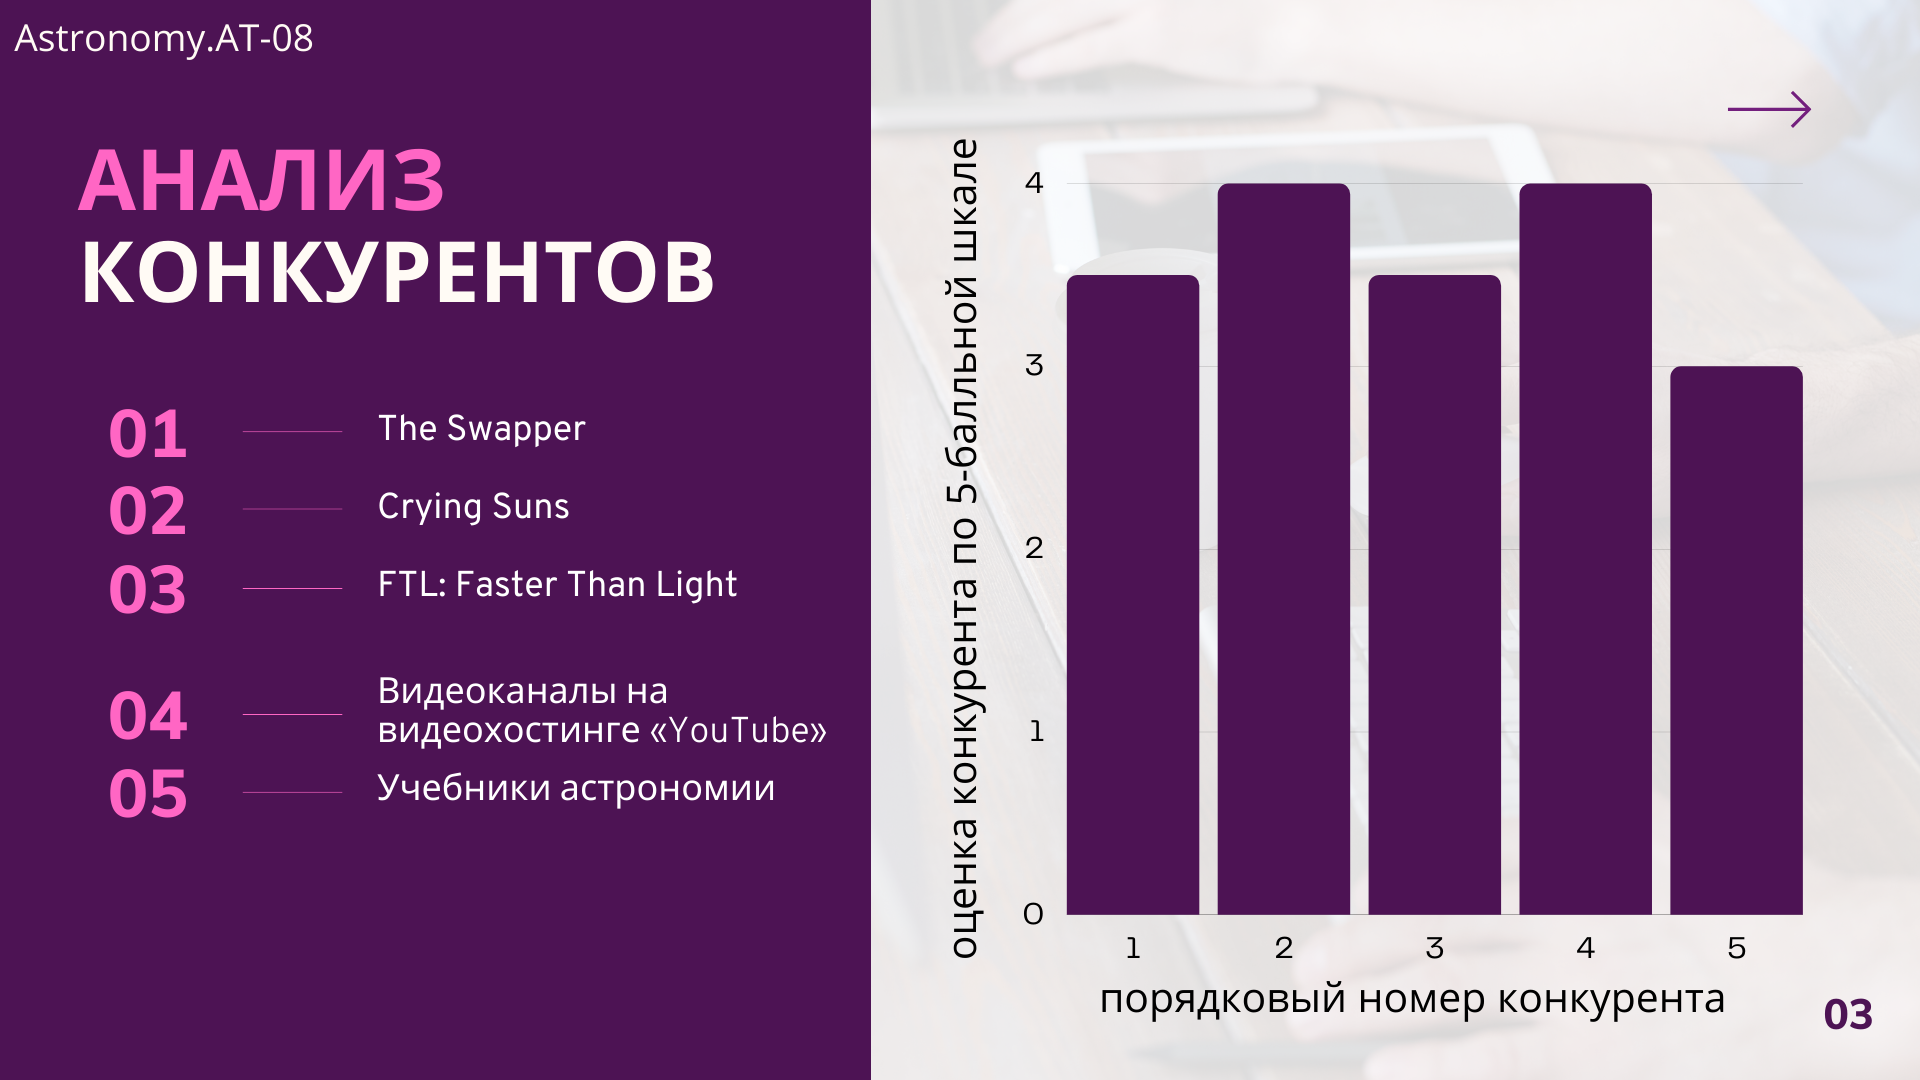 Astronomy.AT-08
АНАЛИЗ
КОНКУРЕНТОВ
01
The Swapper
02
Crying Suns
03
FTL: Faster Than Light
04
Видеоканалы на
видеохостинге «YouTube»
05
Учебники астрономии
оценка конкурента по 5-балльной шкале
4
3
2
1
0
1 2 3 4 5
порядковый номер конкурента
03